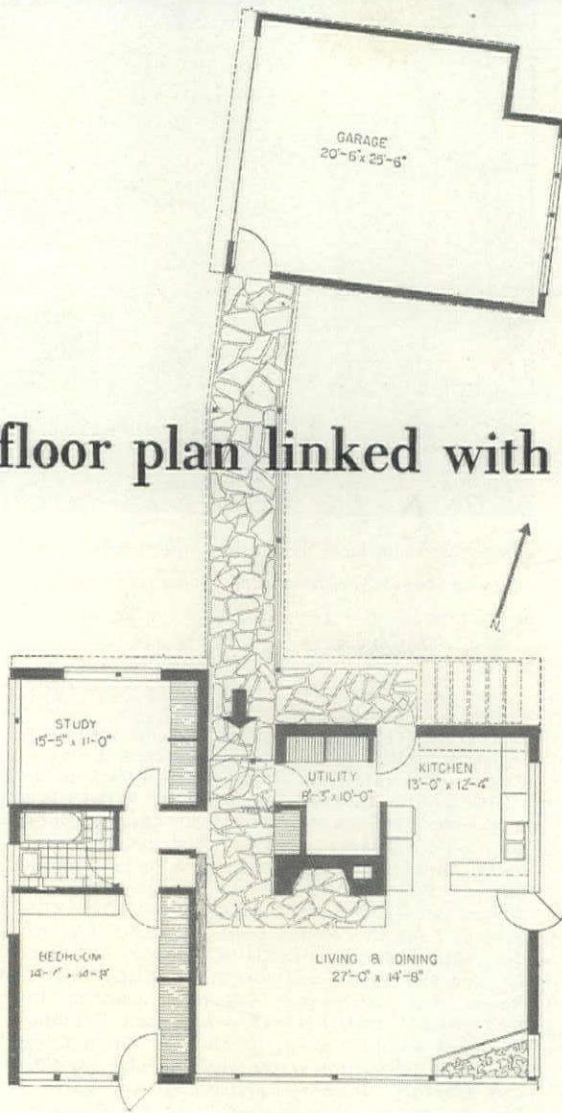 GARAGE
20'-6" x 25'-6"
floor plan linked with
N.
STUDY
15'-5" x 11'-0"
UTILITY
8'-3" x 10'-0"
KITCHEN
13'-0" x 12'-4"
BEDROOM
LIVING & DINING
27'-0" x 14'-8"